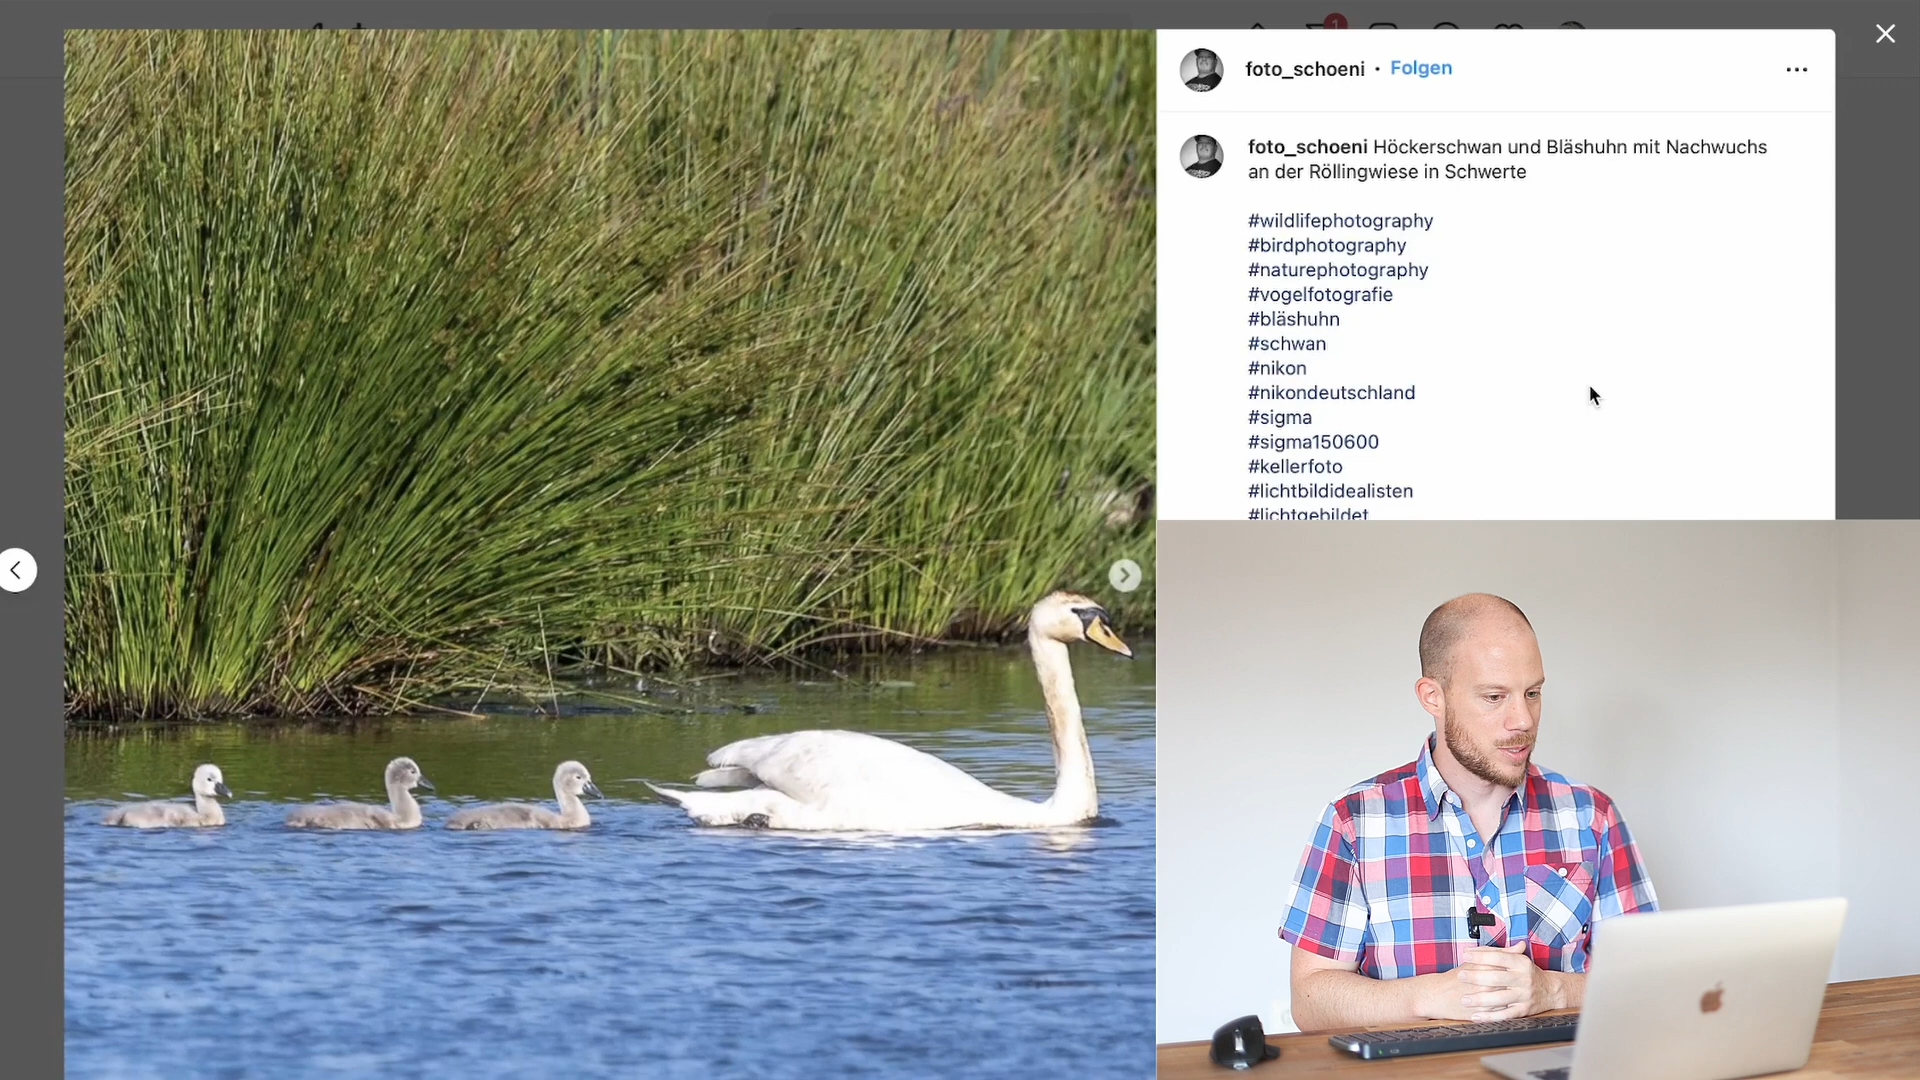 1
foto_schoeni • Folgen
foto_schoeni Höckerschwan und Bläshuhn mit Nachwuchs
an der Röllingwiese in Schwerte
#wildlifephotography
#birdphotography
#naturephotography
#vogelfotografie
#bläshuhn
#schwan
#nikon
#nikondeutschland
#sigma
#sigma150600
#kellerfoto
#lichtbildidealisten
#lichtgebildet